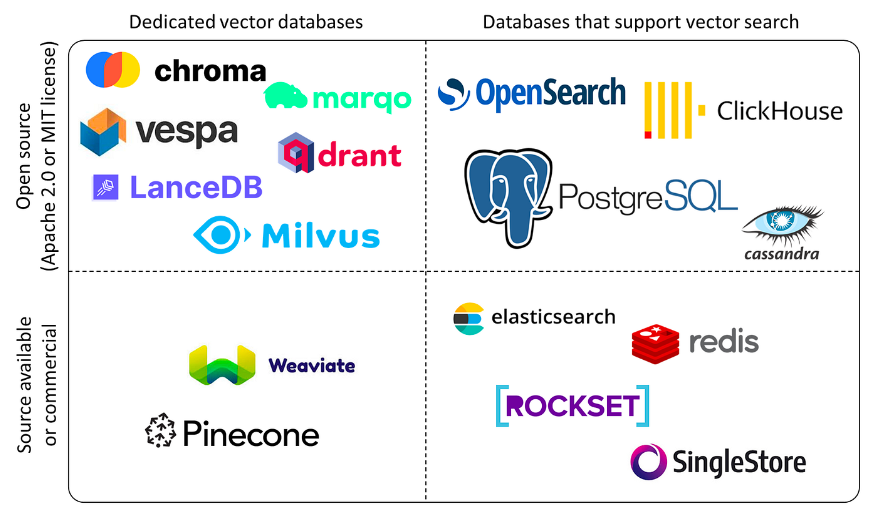 Dedicated vector databases
Databases that support vector search
Open source
(Apache 2.0 or MIT license)
chroma
marqo
vespa
qdrant
LanceDB
Milvus
OpenSearch
ClickHouse
PostgreSQL
cassandra
Source available
or commercial
Weaviate
Pinecone
elasticsearch
redis
[ROCKSET]
SingleStore